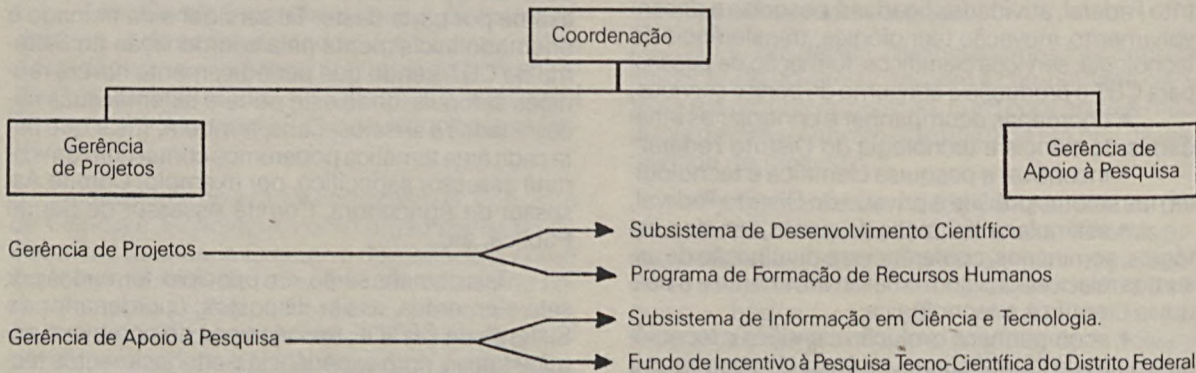 Coordenação
Gerência
de Projetos
Gerência de
Apoio à Pesquisa
Gerência de Projetos
Subsistema de Desenvolvimento Científico
Programa de Formação de Recursos Humanos
Gerência de Apoio à Pesquisa
Subsistema de Informação em Ciência e Tecnologia.
Fundo de Incentivo à Pesquisa Tecno-Científica do Distrito Federal